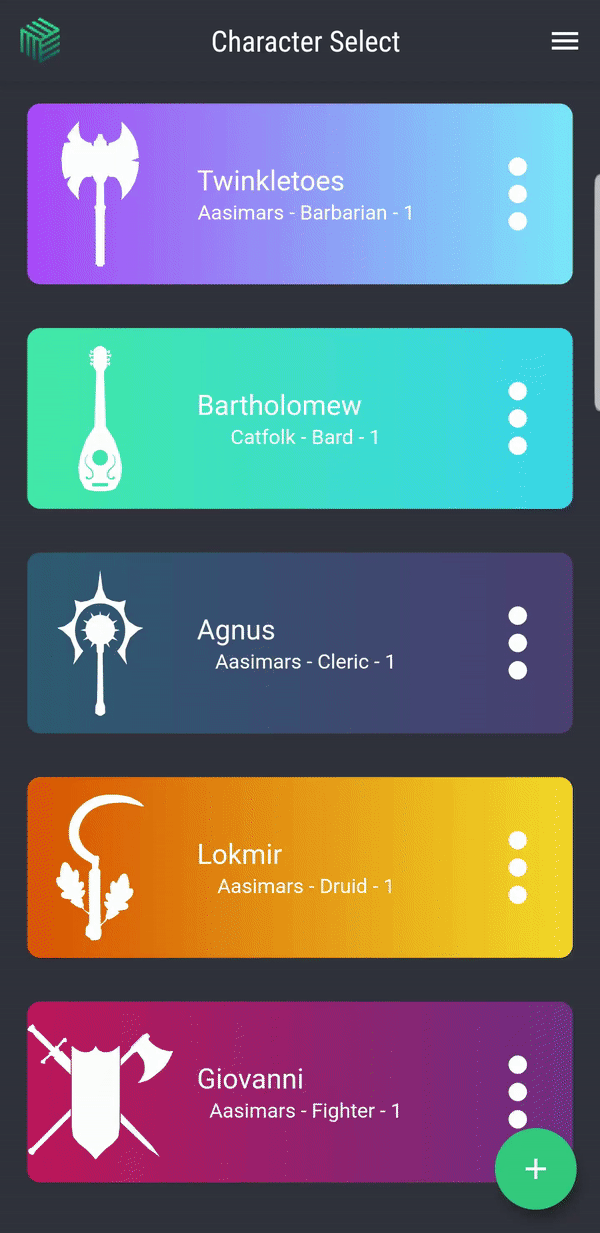 Character Select
Twinkletoes
Aasimars - Barbarian - 1
Bartholomew
Catfolk - Bard - 1
Agnus
Aasimars - Cleric - 1
Lokmir
Aasimars - Druid - 1
Giovanni
Aasimars - Fighter - 1
+